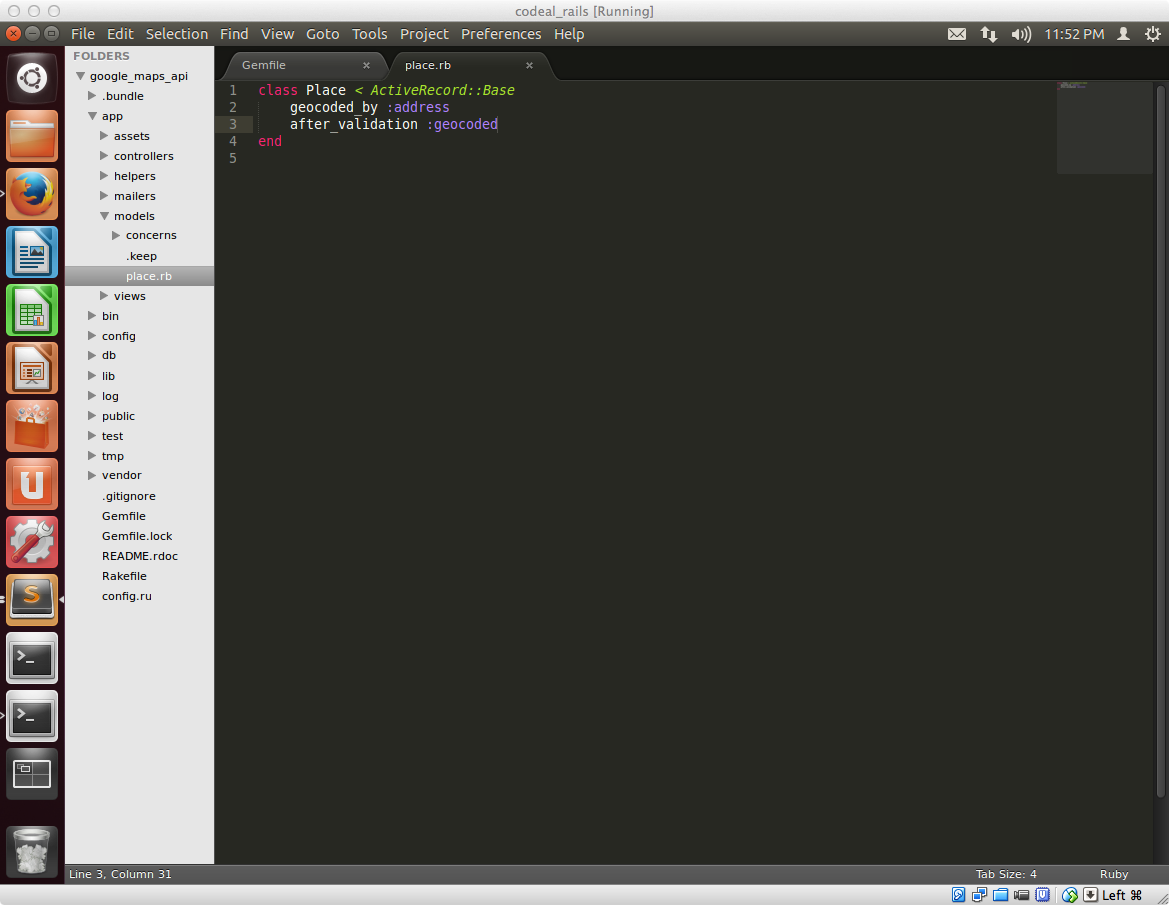 codeal_rails [Running]
File Edit Selection Find View Goto Tools Project Preferences Help
11:52 PM
FOLDERS
google_maps_api
.bundle
app
assets
controllers
helpers
mailers
models
concerns
.keep
place.rb
views
bin
config
db
lib
log
public
test
tmp
vendor
.gitignore
Gemfile
Gemfile.lock
README.rdoc
Rakefile
config.ru
Gemfile × place.rb ×
1 class Place < ActiveRecord::Base
2 geocoded_by :address
3 after_validation :geocoded
4 end
5
Line 3, Column 31 Tab Size: 4 Ruby
Left ⌘